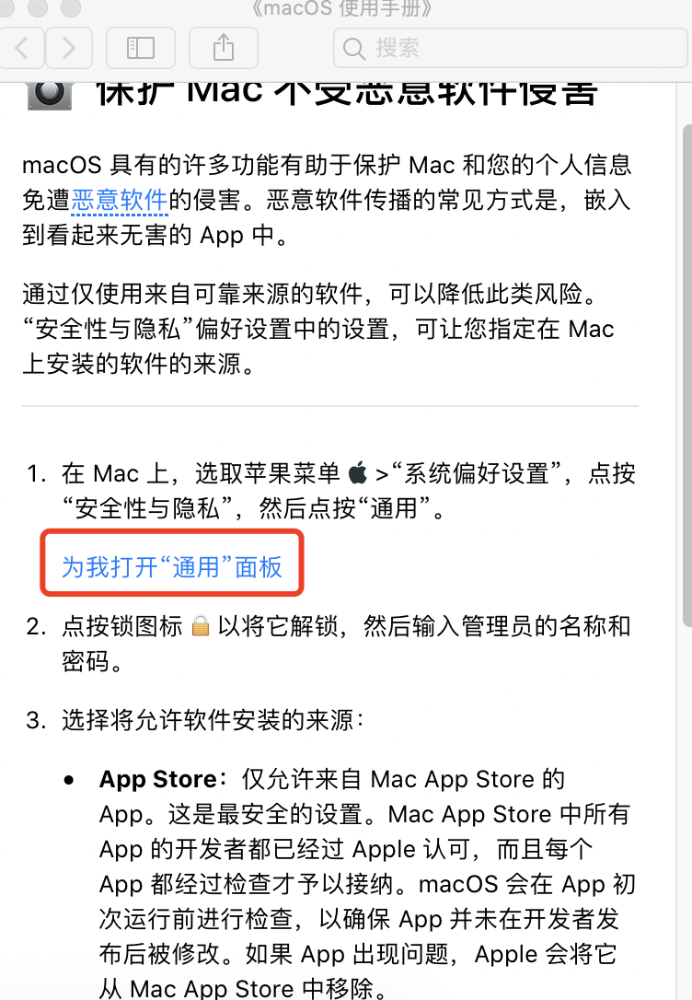 《macOS 使用手册》
搜索
保护 Mac 不受恶意软件侵害
macOS 具有的许多功能有助于保护 Mac 和您的个人信息
免遭恶意软件的侵害。恶意软件传播的常见方式是，嵌入
到看起来无害的 App 中。
通过仅使用来自可靠来源的软件，可以降低此类风险。
“安全性与隐私”偏好设置中的设置，可让您指定在 Mac
上安装的软件的来源。
1. 在 Mac 上，选取苹果菜单  >“系统偏好设置”，点按
“安全性与隐私”，然后点按“通用”。
为我打开“通用”面板
2. 点按锁图标 以将它解锁，然后输入管理员的名称和
密码。
3. 选择将允许软件安装的来源：
• App Store：仅允许来自 Mac App Store 的
App。这是最安全的设置。Mac App Store 中所有
App 的开发者都已经过 Apple 认可，而且每个
App 都经过检查才予以接纳。macOS 会在 App 初
次运行前进行检查，以确保 App 并未在开发者发
布后被修改。如果 App 出现问题，Apple 会将它
从 Mac App Store 中移除。